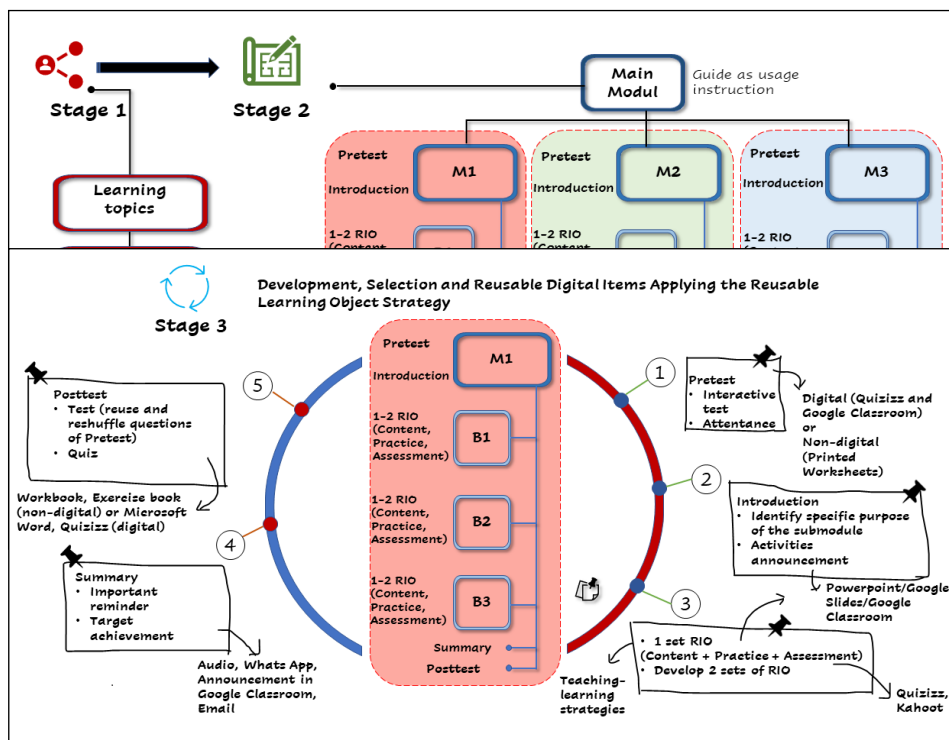 Stage 1
Stage 2
Main
Modul
Guide as usage
instruction
Learning
topics
Pretest
M1
Introduction
1-2 RIO
(Content
Pretest
M2
Introduction
1-2 RIO
(Content
Pretest
M3
Introduction
1-2 RIO
Stage 3
Development, Selection and Reusable Digital Items Applying the Reusable
Learning Object Strategy
Pretest
M1
Introduction
1-2 RIO
(Content,
Practice,
Assessment)
B1
1-2 RIO
(Content,
Practice,
Assessment)
B2
1-2 RIO
(Content,
Practice,
Assessment)
B3
Summary
Posttest
1
Pretest
• Interactive
test
• Attentance
Digital (Quizizz and
Google Classroom)
or
Non-digital
(Printed
Worksheets)
2
Introduction
• Identify specific purpose
of the submodule
• Activities
announcement
Powerpoint/Google
Slides/Google
Classroom
3
• 1 set RIO
(Content + Practice + Assessment)
• Develop 2 sets of RIO
Teaching-
learning
strategies
Quizizz,
Kahoot
4
Summary
• Important
reminder
• Target
achievement
Audio, Whats App,
Announcement in
Google Classroom,
Email
5
Posttest
• Test (reuse and
reshuffle questions
of Pretest)
• Quiz
Workbook, Exercise book
(non-digital) or Microsoft
Word, Quizizz (digital)